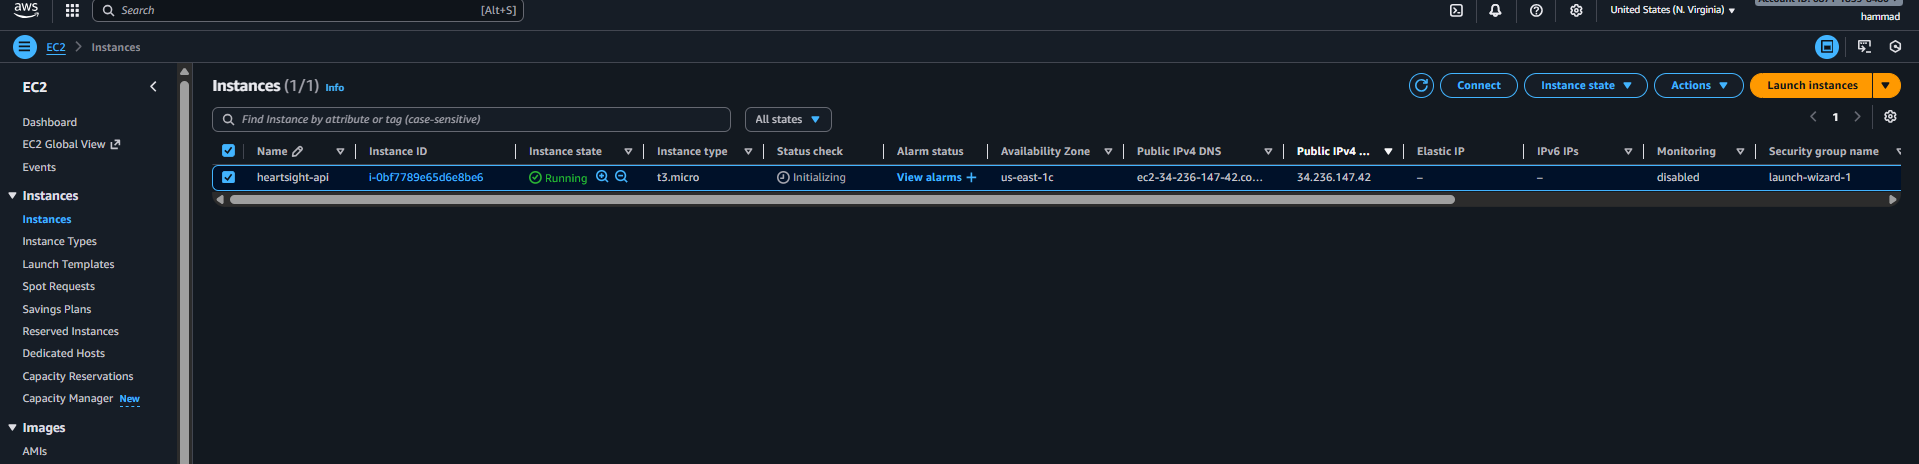 aws
Search [Alt+S]
United States (N. Virginia)
hammad
EC2 > Instances
EC2
Dashboard
EC2 Global View
Events
Instances
Instances
Instance Types
Launch Templates
Spot Requests
Savings Plans
Reserved Instances
Dedicated Hosts
Capacity Reservations
Capacity Manager New
Images
AMIs
Instances (1/1) Info
Connect Instance state Actions Launch instances
Find Instance by attribute or tag (case-sensitive) All states
1
Name Instance ID Instance state Instance type Status check Alarm status Availability Zone Public IPv4 DNS Public IPv4 ... Elastic IP IPv6 IPs Monitoring Security group name
heartsight-api i-0bf7789e65d6e8be6 Running t3.micro Initializing View alarms + us-east-1c ec2-34-236-147-42.co... 34.236.147.42 – – disabled launch-wizard-1